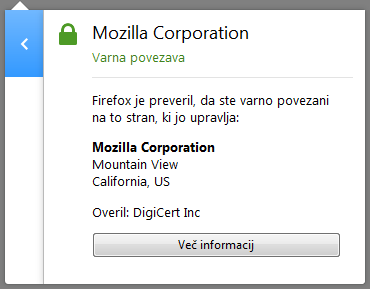 Mozilla Corporation
Varna povezava
Firefox je preveril, da ste varno povezani
na to stran, ki jo upravlja:
Mozilla Corporation
Mountain View
California, US
Overil: DigiCert Inc
Več informacij